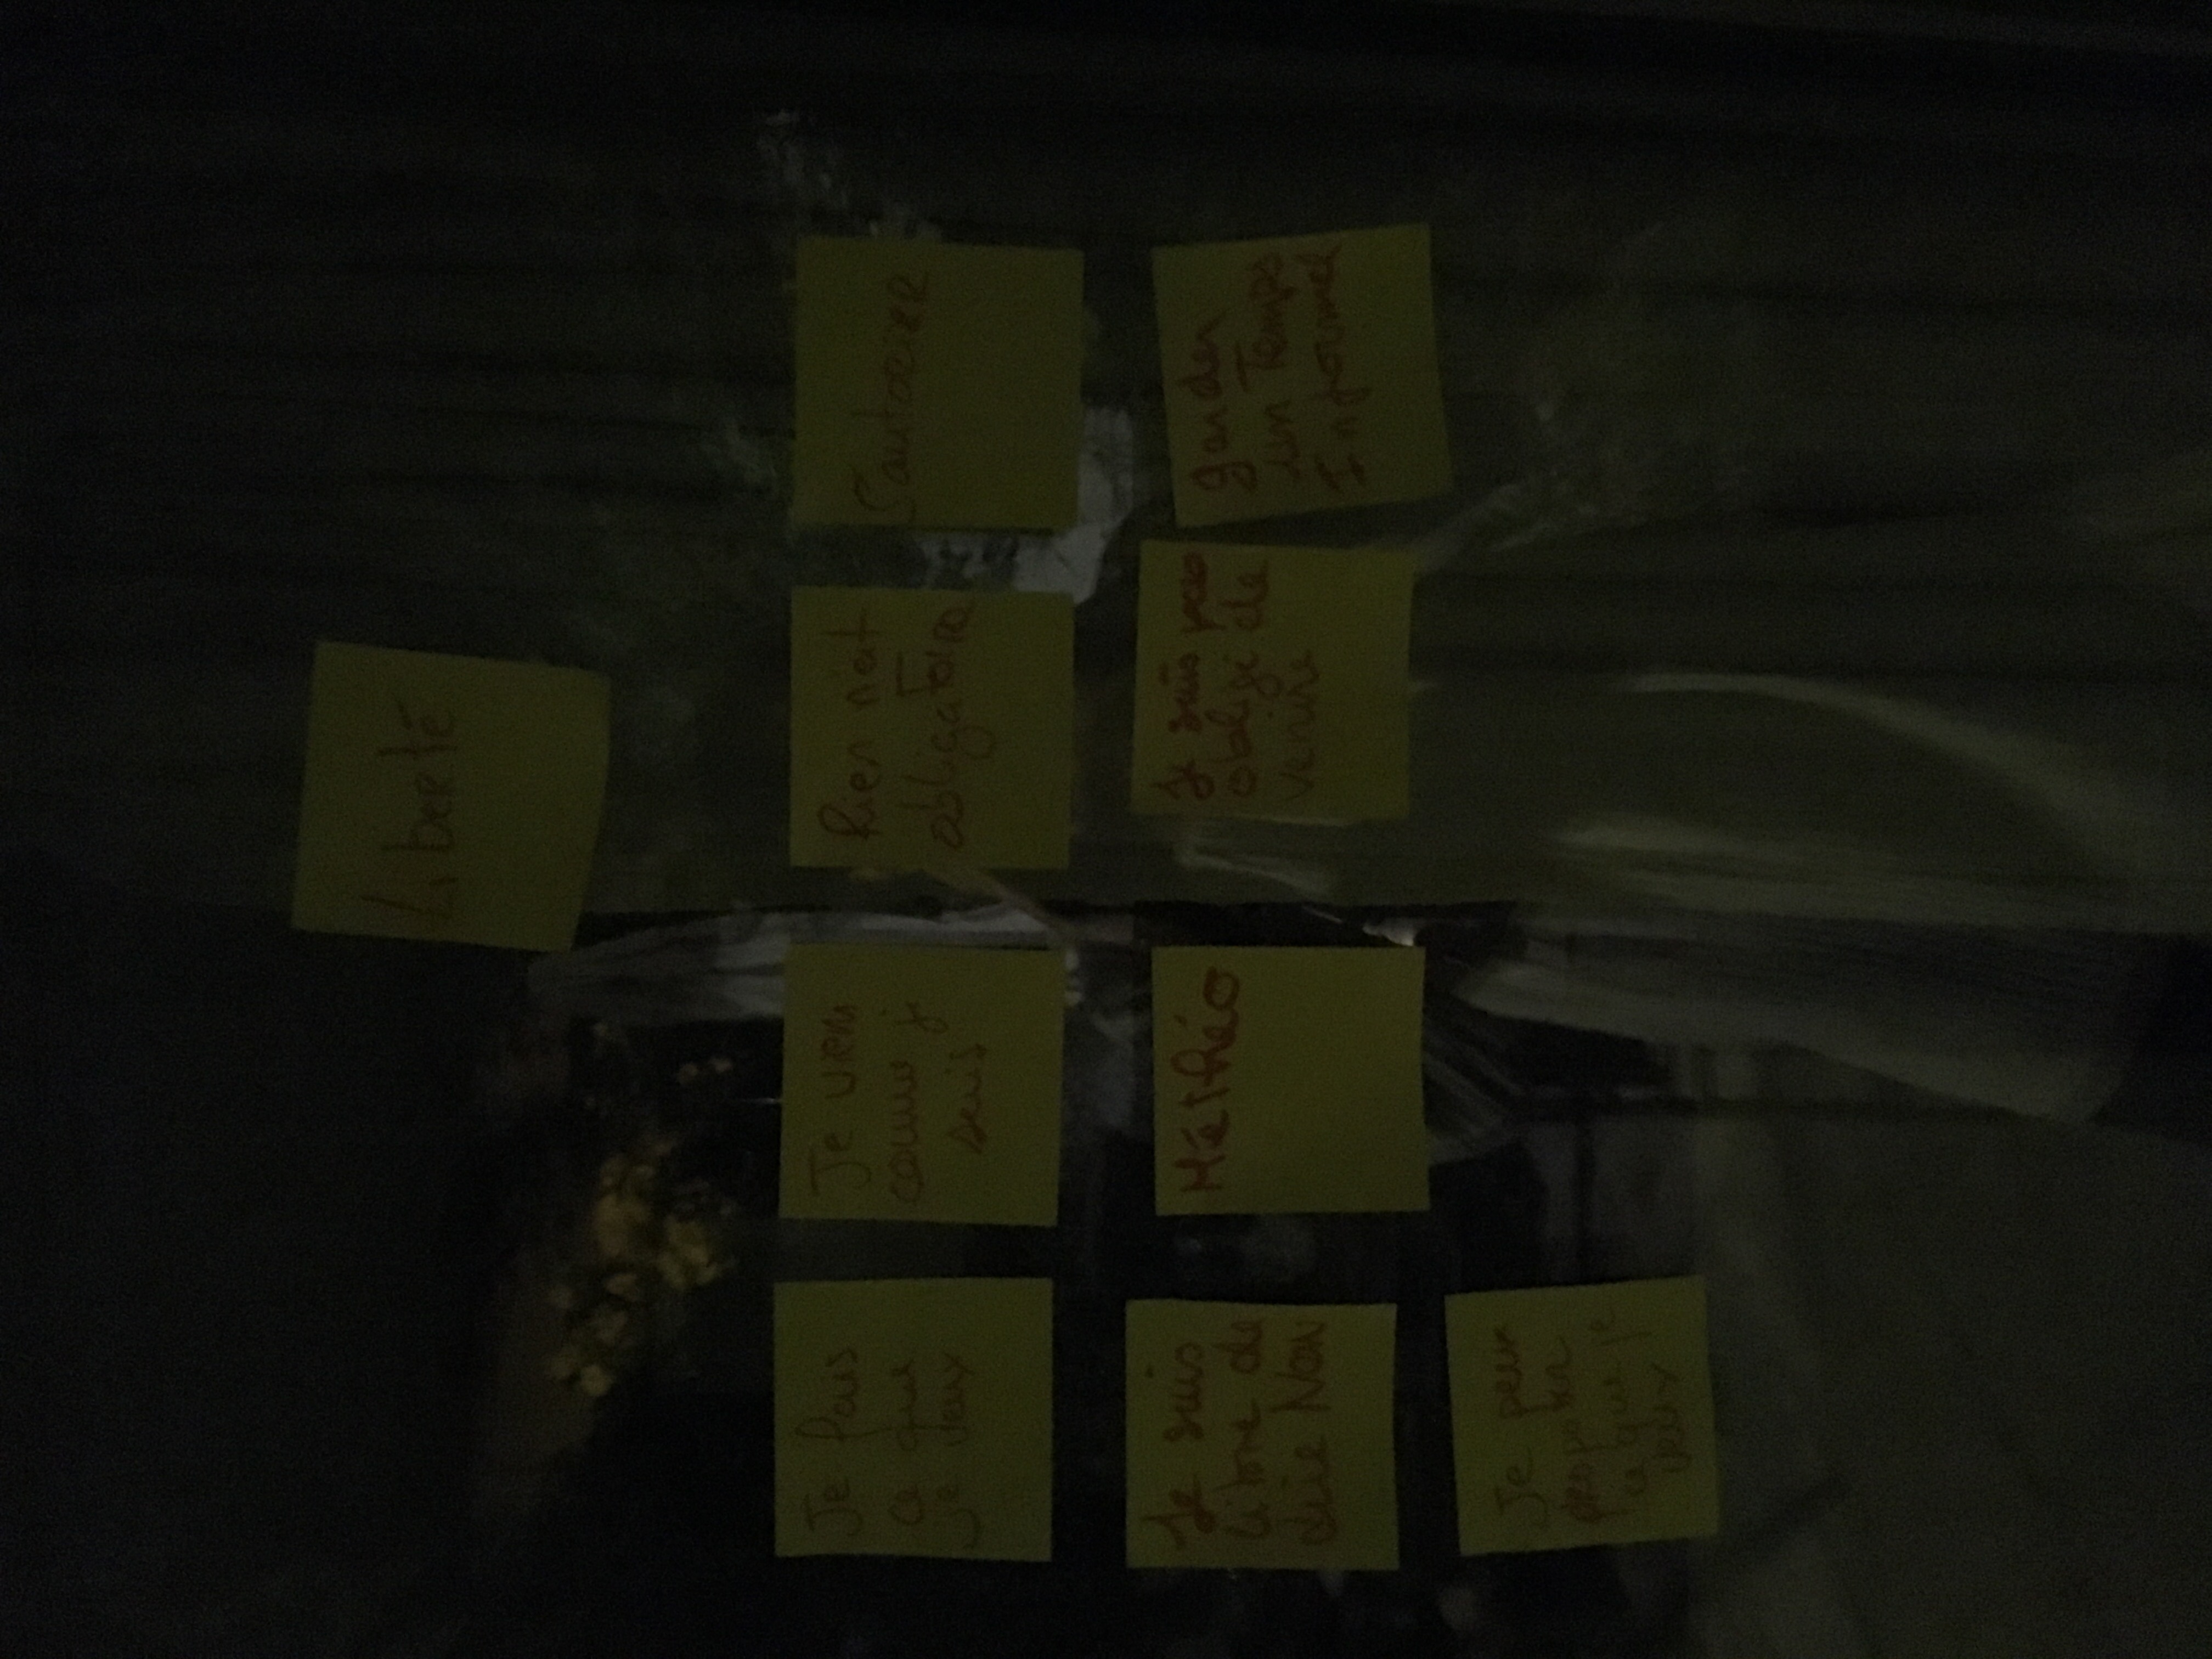 Liberté
Je fais
ce que
je veux
Je viens
comme je
suis
Rien n'est
obligatoire
S'autoriser
Je suis
libre de
dire Non
Méthéo
Je suis pas
obligé de
venire
garder
un Temps
Informel
Je peux
proposer
ce que je
veux